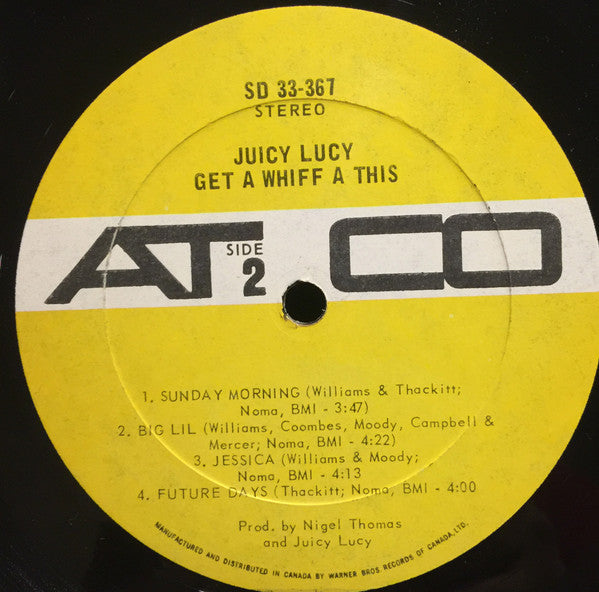 SD 33-367
STEREO
JUICY LUCY
GET A WHIFF A THIS
ATCO
SIDE
2
1. SUNDAY MORNING (Williams & Thackitt;
Noma, BMI - 3:47)
2. BIG LIL (Williams, Coombes, Moody, Campbell &
Mercer; Noma, BMI - 4:22)
3. JESSICA (Williams & Moody;
Noma, BMI - 4:13
4. FUTURE DAYS (Thackitt; Noma, BMI - 4:00
Prod. by Nigel Thomas
and Juicy Lucy
MANUFACTURED AND DISTRIBUTED IN CANADA BY WARNER BROS. RECORDS OF CANADA, LTD.